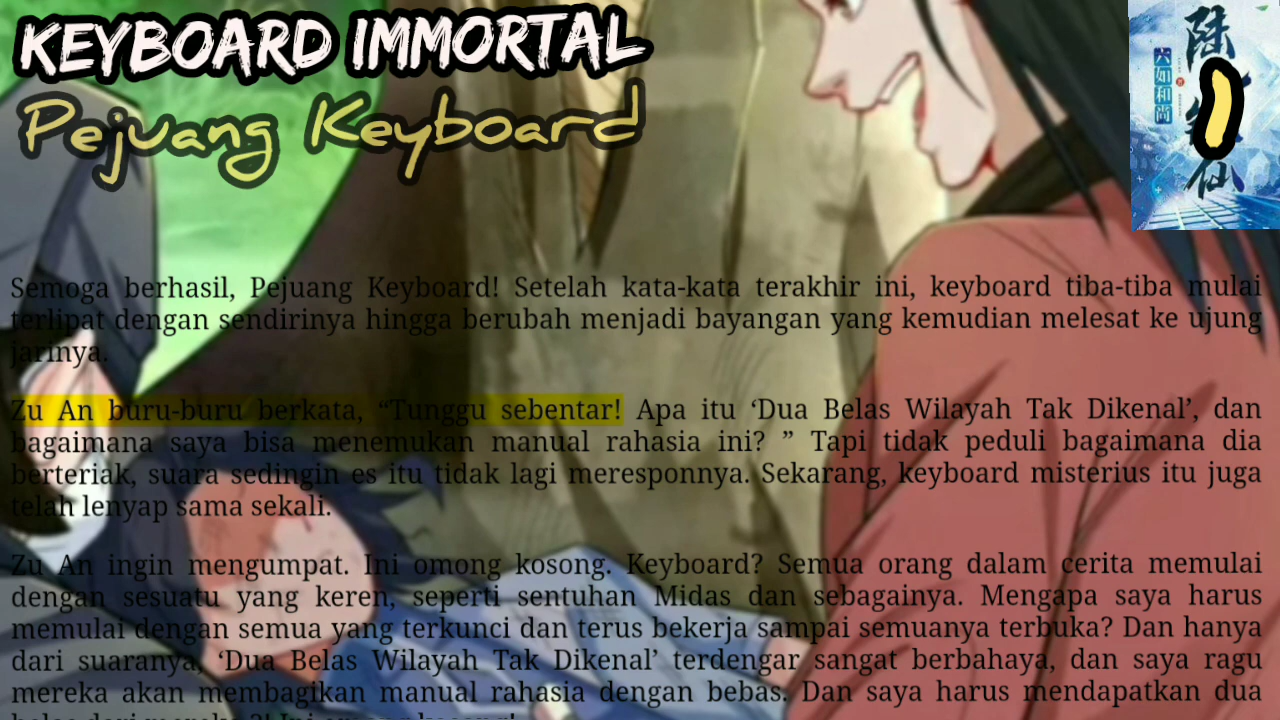 KEYBOARD IMMORTAL
Pejuang Keyboard
陆
仙
六如和尚
Semoga berhasil, Pejuang Keyboard! Setelah kata-kata terakhir ini, keyboard tiba-tiba mulai
terlipat dengan sendirinya hingga berubah menjadi bayangan yang kemudian melesat ke ujung
jarinya.
Zu An buru-buru berkata, “Tunggu sebentar! Apa itu ‘Dua Belas Wilayah Tak Dikenal’, dan
bagaimana saya bisa menemukan manual rahasia ini? ” Tapi tidak peduli bagaimana dia
berteriak, suara sedingin es itu tidak lagi meresponnya. Sekarang, keyboard misterius itu juga
telah lenyap sama sekali.
Zu An ingin mengumpat. Ini omong kosong. Keyboard? Semua orang dalam cerita memulai
dengan sesuatu yang keren, seperti sentuhan Midas dan sebagainya. Mengapa saya harus
memulai dengan semua yang terkunci dan terus bekerja sampai semuanya terbuka? Dan hanya
dari suaranya, ‘Dua Belas Wilayah Tak Dikenal’ terdengar sangat berbahaya, dan saya ragu
mereka akan membagikan manual rahasia dengan bebas. Dan saya harus mendapatkan dua